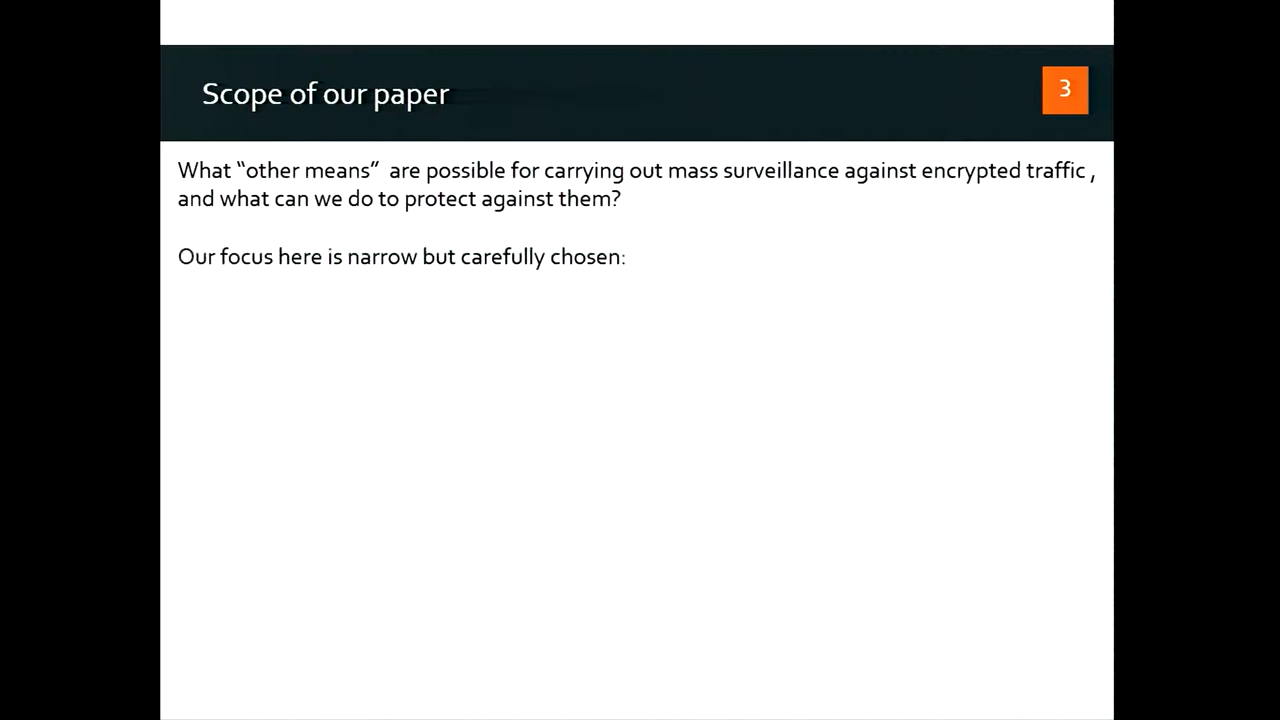 Scope of our paper
3
What “other means”  are possible for carrying out mass surveillance against encrypted traffic ,
and what can we do to protect against them?
Our focus here is narrow but carefully chosen: